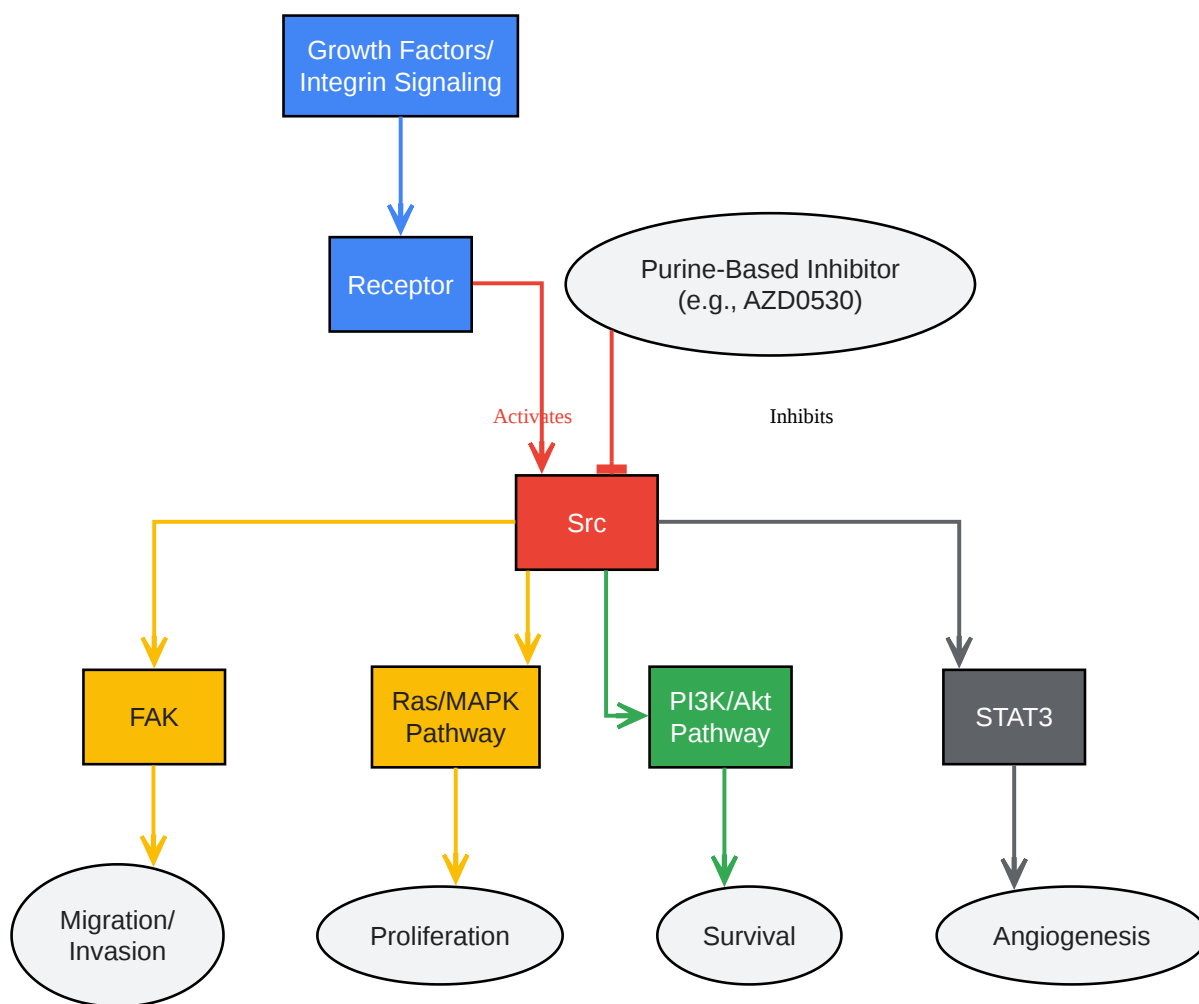 Growth Factors/
Integrin Signaling
Receptor
Purine-Based Inhibitor
(e.g., AZD0530)
Activates
Inhibits
Src
FAK
Ras/MAPK
Pathway
PI3K/Akt
Pathway
STAT3
Migration/
Invasion
Proliferation
Survival
Angiogenesis